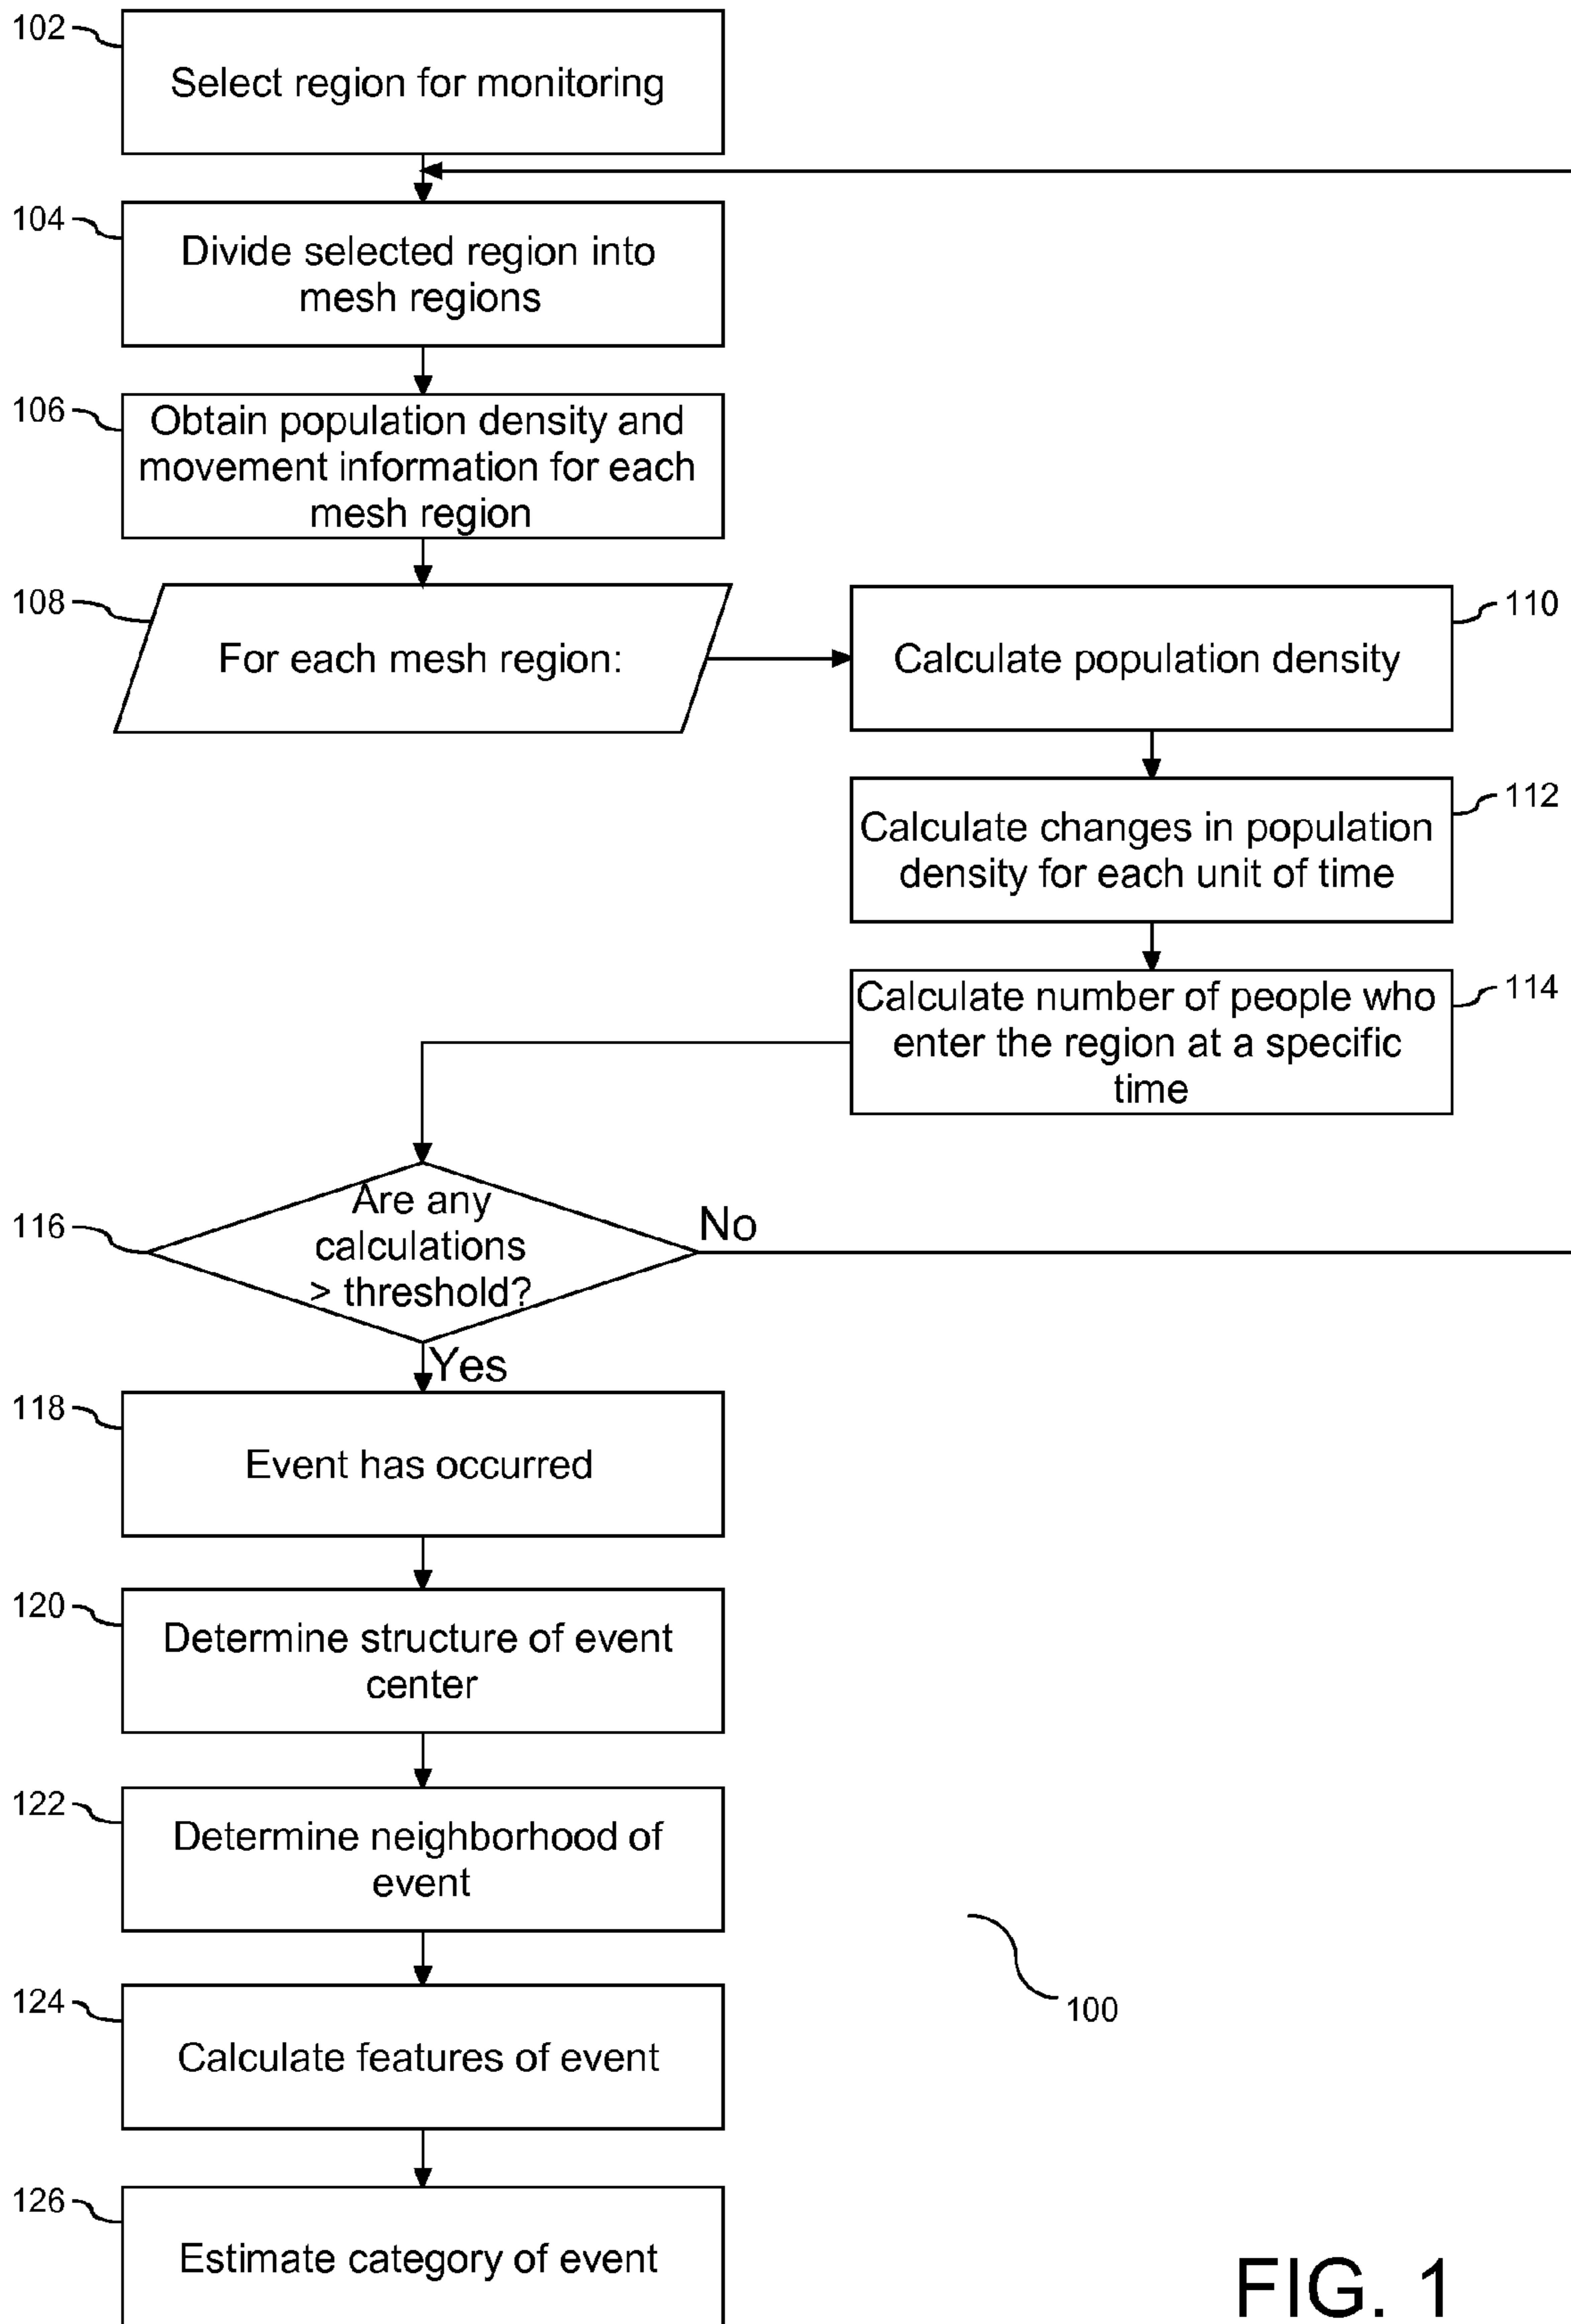 102
Select region for monitoring
104
Divide selected region into
mesh regions
106
Obtain population density and
movement information for each
mesh region
108
For each mesh region:
110
Calculate population density
112
Calculate changes in population
density for each unit of time
114
Calculate number of people who
enter the region at a specific
time
116
Are any
calculations
> threshold?
No
Yes
118
Event has occurred
120
Determine structure of event
center
122
Determine neighborhood of
event
124
Calculate features of event
100
126
Estimate category of event
FIG. 1